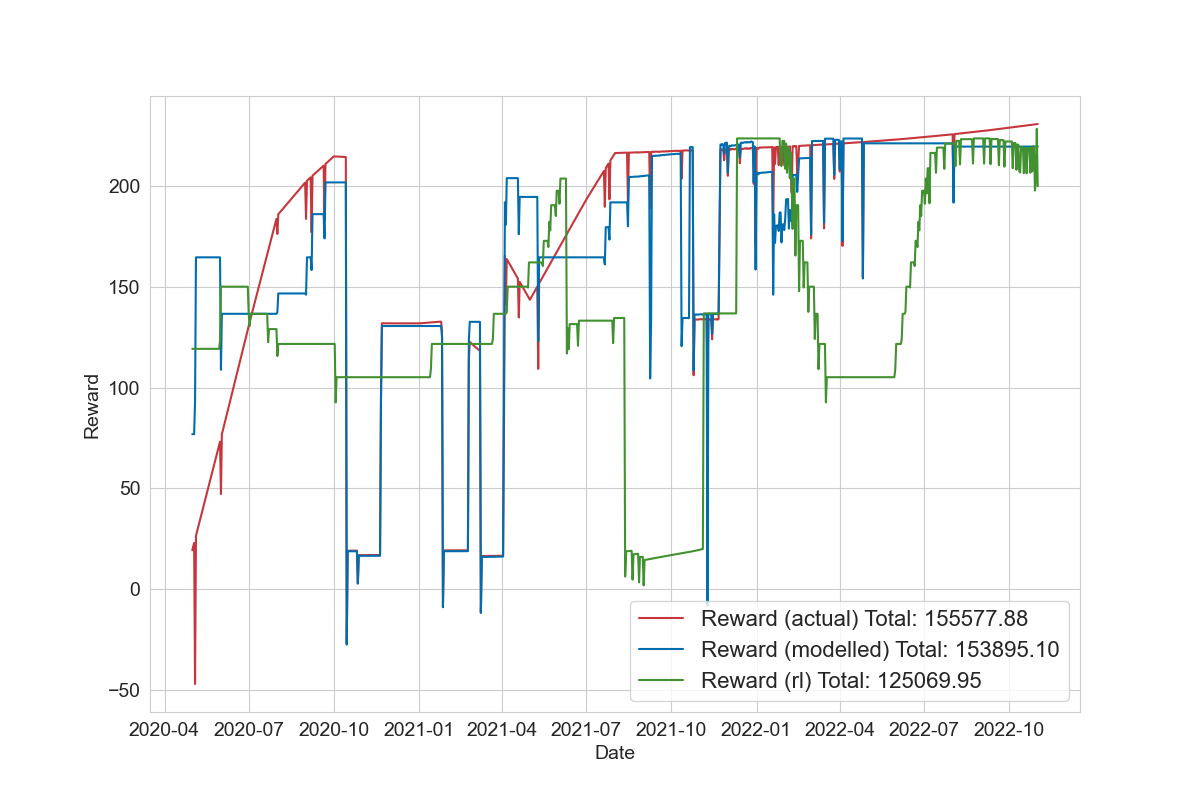 Reward
200
150
100
50
0
−50
2020-04 2020-07 2020-10 2021-01 2021-04 2021-07 2021-10 2022-01 2022-04 2022-07 2022-10
Date
Reward (actual) Total: 155577.88
Reward (modelled) Total: 153895.10
Reward (rl) Total: 125069.95